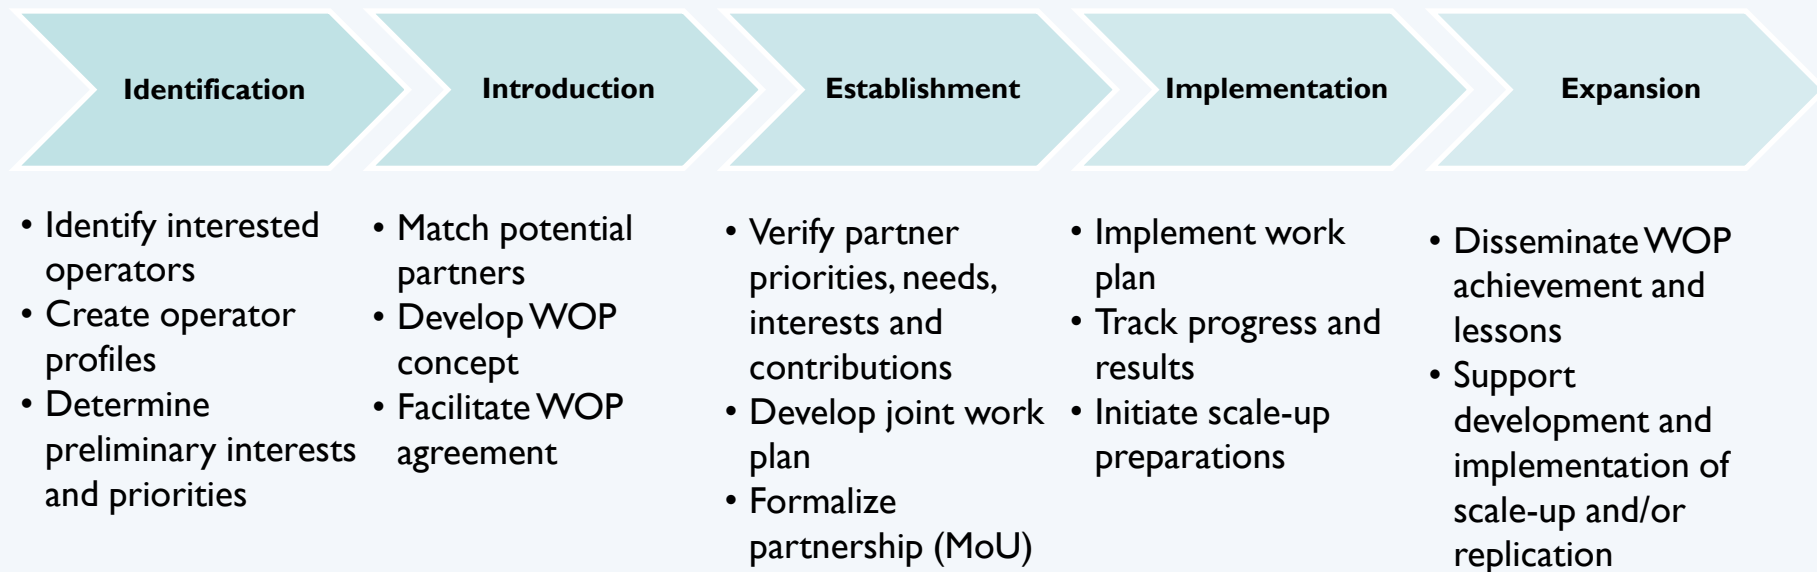 Identification
Introduction
Establishment
Implementation
Expansion
• Identify interested
operators
• Create operator
profiles
• Determine
preliminary interests
and priorities
• Match potential
partners
• Develop WOP
concept
• Facilitate WOP
agreement
• Verify partner
priorities, needs,
interests and
contributions
• Develop joint work
plan
• Formalize
partnership (MoU)
• Implement work
plan
• Track progress and
results
• Initiate scale-up
preparations
• Disseminate WOP
achievement and
lessons
• Support
development and
implementation of
scale-up and/or
replication